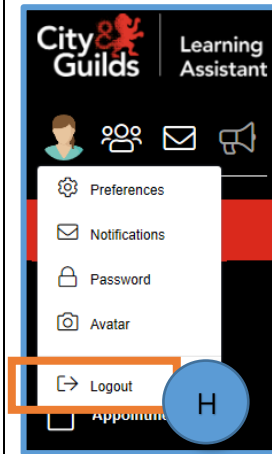 City & Guilds
Learning Assistant
Preferences
Notifications
Password
Avatar
Logout
H